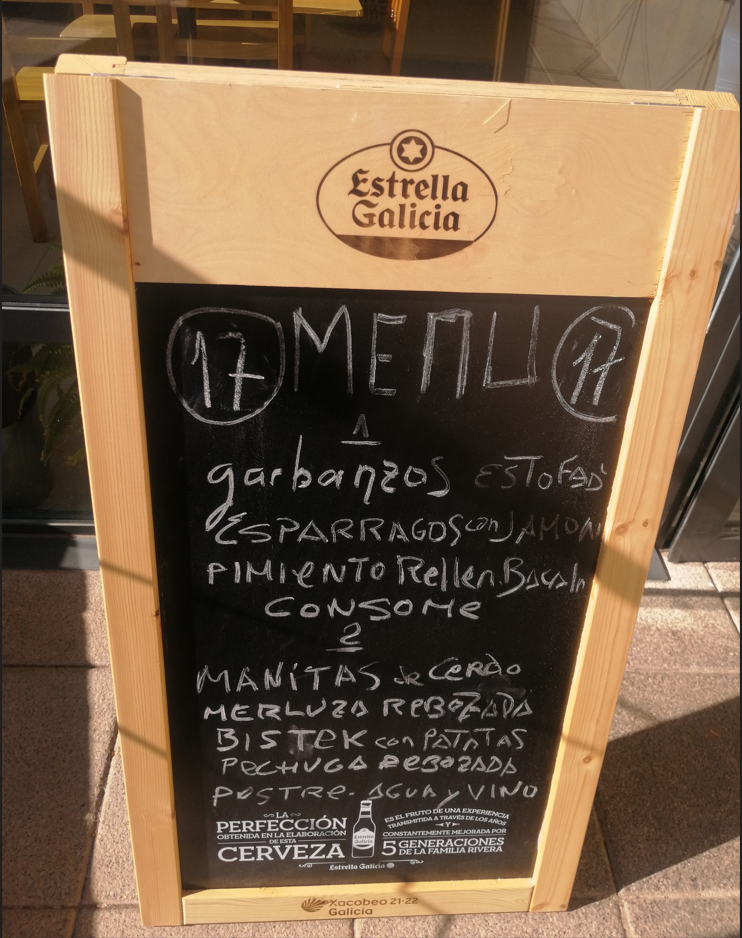 Estrella
Galicia
17 MENU 17
1
garbanzos ESTOFAD
ESPARRAGOS con JAMON
PIMIENTO Rellen. Bacaln
CONSOME
2
MANITAS de CERDO
MERLUZA REBOZADA
BISTEK con PATATAS
PECHUGA REBOZADA
POSTRE. AGUA y VINO
LA
PERFECCIÓN
OBTENIDA EN LA ELABORACIÓN
DE ESTA
CERVEZA
Estrella
Galicia
ES EL FRUTO DE UNA EXPERIENCIA
TRANSMITIDA A TRAVÉS DE LOS AÑOS
Y
CONSTANTEMENTE MEJORADA POR
5 GENERACIONES
DE LA FAMILIA RIVERA
Estrella Galicia
Xacobeo 21·22
Galicia